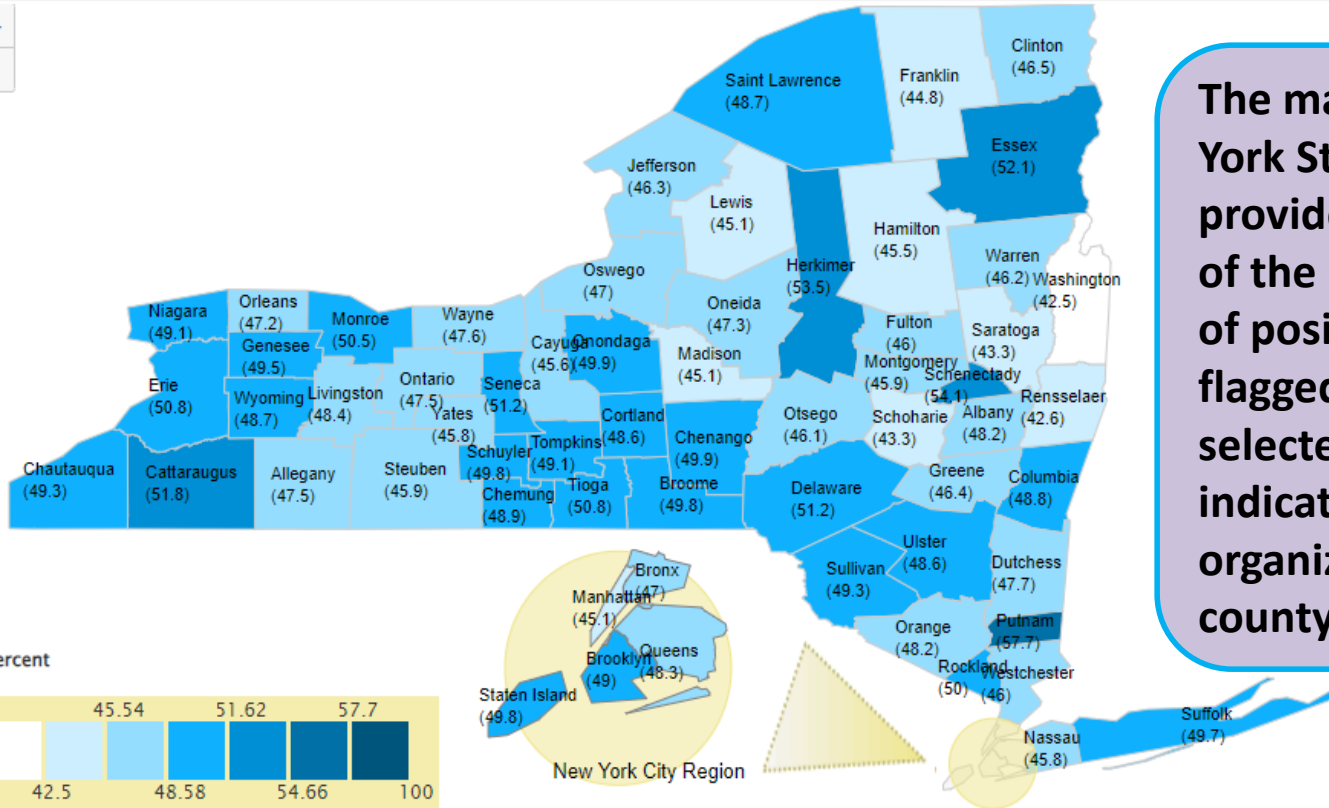 Clinton
(46.5)
Saint Lawrence
(48.7)
Franklin
(44.8)
Essex
(52.1)
Jefferson
(46.3)
Lewis
(45.1)
Hamilton
(45.5)
Herkimer
(53.5)
Warren
(46.2)
Washington
(42.5)
Oswego
(47)
Oneida
(47.3)
Niagara
(49.1)
Orleans
(47.2)
Monroe
(50.5)
Wayne
(47.6)
Cayuga
(45.6)
Onondaga
(49.9)
Madison
(45.1)
Fulton
(46)
Saratoga
(43.3)
Genesee
(49.5)
Montgomery
(45.9)
Schenectady
(54.1)
Erie
(50.8)
Wyoming
(48.7)
Livingston
(48.4)
Ontario
(47.5)
Yates
(45.8)
Seneca
(51.2)
Cortland
(48.6)
Chenango
(49.9)
Otsego
(46.1)
Schoharie
(43.3)
Albany
(48.2)
Rensselaer
(42.6)
Chautauqua
(49.3)
Cattaraugus
(51.8)
Allegany
(47.5)
Steuben
(45.9)
Schuyler
(49.8)
Tompkins
(49.1)
Chemung
(48.9)
Tioga
(50.8)
Broome
(49.8)
Delaware
(51.2)
Greene
(46.4)
Columbia
(48.8)
Ulster
(48.6)
Sullivan
(49.3)
Dutchess
(47.7)
Orange
(48.2)
Putnam
(57.7)
Rockland
(50)
Westchester
(46)
Nassau
(45.8)
Suffolk
(49.7)
Bronx
(47)
Manhattan
(45.1)
Brooklyn
(49)
Queens
(48.3)
Staten Island
(49.8)
New York City Region
ercent
45.54 51.62 57.7
42.5 48.58 54.66 100
The ma
York St
provide
of the
of posi
flagged
selecte
indicat
organiz
county